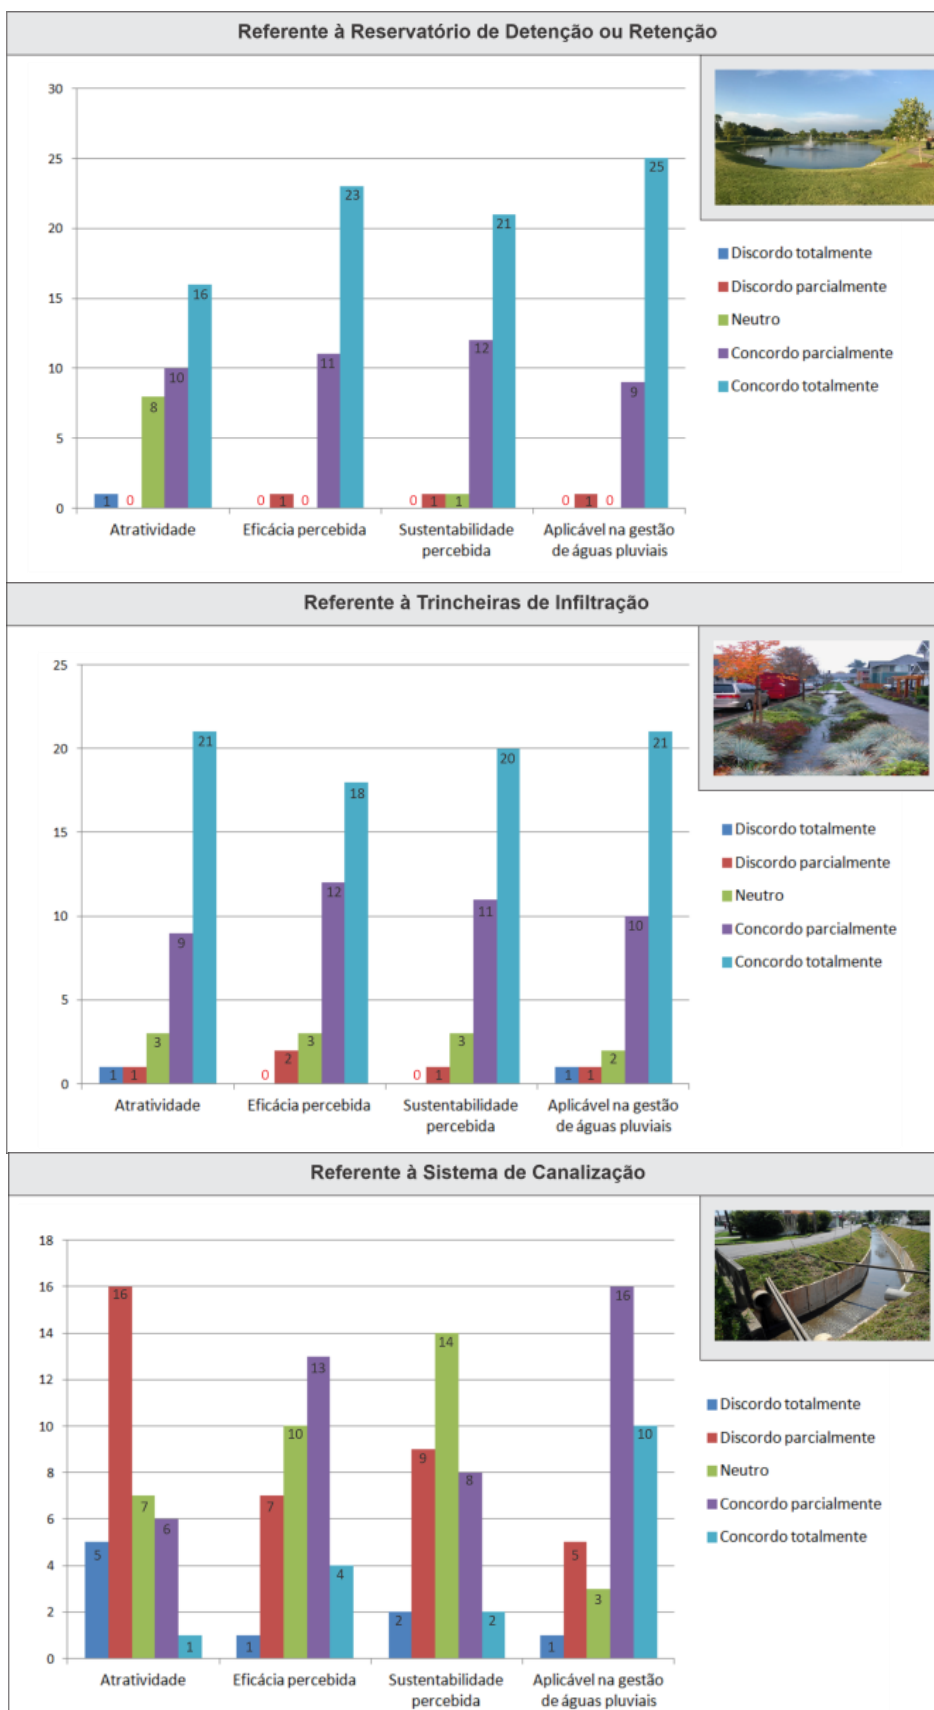 Referente à Reservatório de Detenção ou Retenção
30
25
20
15
10
5
0
1
0
8
10
16
0
1
0
11
23
0
1
1
12
21
0
1
0
9
25
Atratividade
Eficácia percebida
Sustentabilidade
percebida
Aplicável na gestão
de águas pluviais
Discordo totalmente
Discordo parcialmente
Neutro
Concordo parcialmente
Concordo totalmente
Referente à Trincheiras de Infiltração
25
20
15
10
5
0
1
1
3
9
21
0
2
3
12
18
0
1
3
11
20
1
1
2
10
21
Atratividade
Eficácia percebida
Sustentabilidade
percebida
Aplicável na gestão
de águas pluviais
Discordo totalmente
Discordo parcialmente
Neutro
Concordo parcialmente
Concordo totalmente
Referente à Sistema de Canalização
18
16
14
12
10
8
6
4
2
0
5
16
7
6
1
1
7
10
13
4
2
9
14
8
2
1
5
3
16
10
Atratividade
Eficácia percebida
Sustentabilidade
percebida
Aplicável na gestão
de águas pluviais
Discordo totalmente
Discordo parcialmente
Neutro
Concordo parcialmente
Concordo totalmente